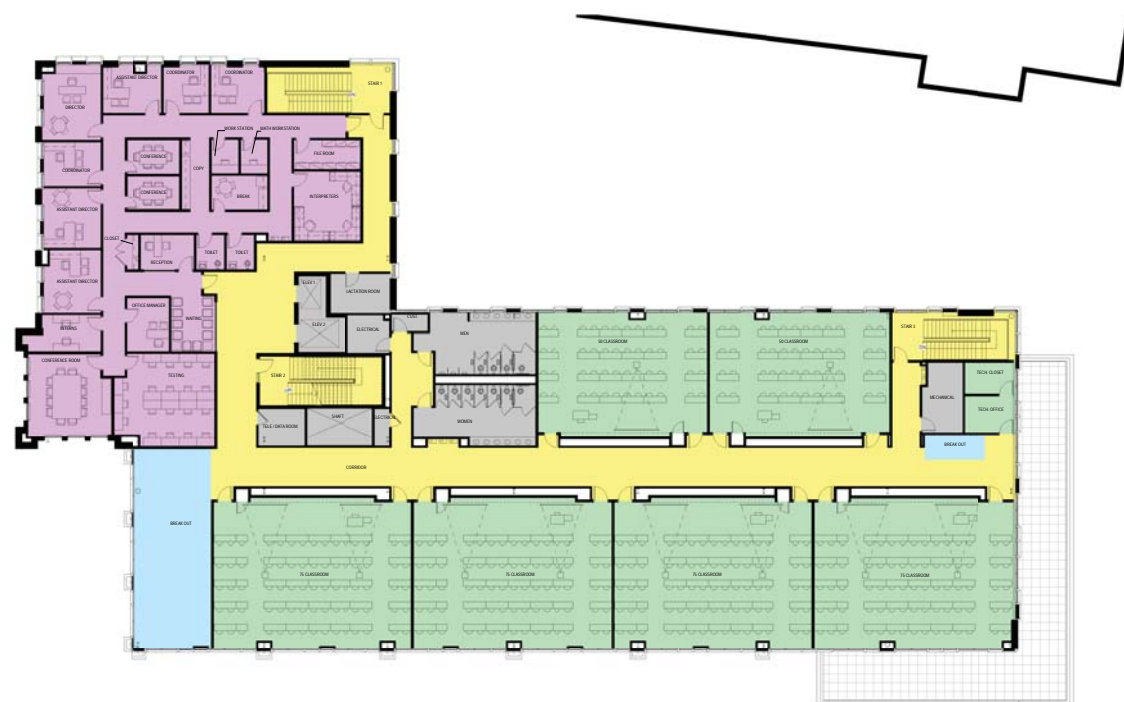 ASSISTANT DIRECTOR
COORDINATOR
COORDINATOR
STAIR 1
DIRECTOR
WORK STATION
MATH WORKSTATION
FILE ROOM
CONFERENCE
COPY
COORDINATOR
CONFERENCE
BREAK
INTERPRETERS
ASSISTANT DIRECTOR
CLOSET
RECEPTION
TOILET
TOILET
ASSISTANT DIRECTOR
ELEV 1
LACTATION ROOM
OFFICE MANAGER
WAITING
ELEV 2
ELECTRICAL
CUST.
MEN
INTERNS
STAIR 3
50 CLASSROOM
50 CLASSROOM
CONFERENCE ROOM
TESTING
STAIR 2
TECH. CLOSET
MECHANICAL
TECH. OFFICE
TELE / DATA ROOM
SHAFT
ELECTRICAL
WOMEN
BREAK OUT
CORRIDOR
BREAK OUT
75 CLASSROOM
75 CLASSROOM
75 CLASSROOM
75 CLASSROOM